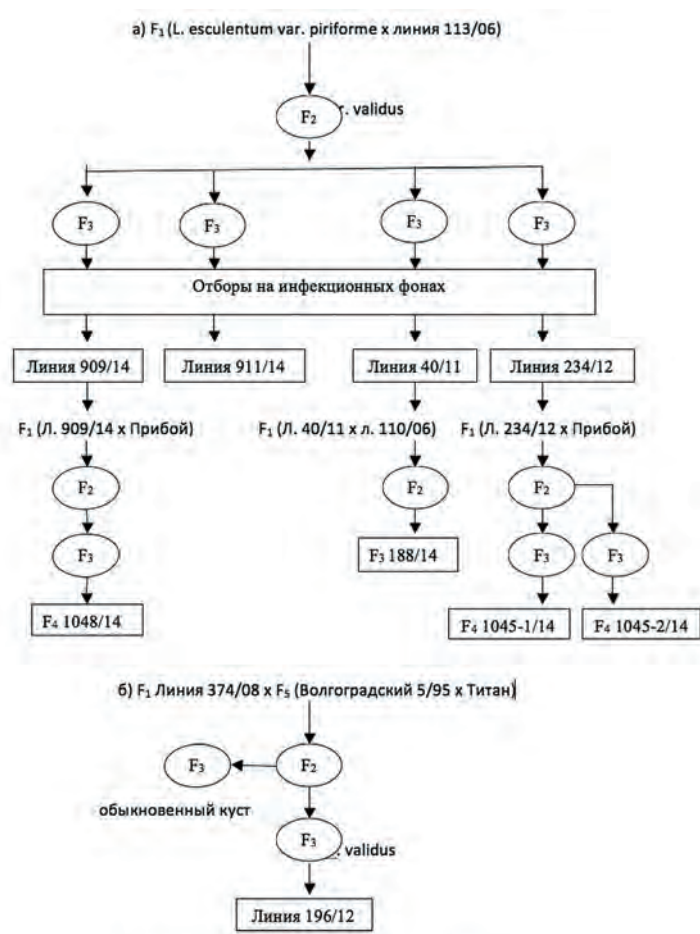 а) F₁ (L. esculentum var. piriforme x линия 113/06)
F₂ r. validus
F₃ F₃ F₃ F₃
Отборы на инфекционных фонах
Линия 909/14 Линия 911/14 Линия 40/11 Линия 234/12
F₁ (Л. 909/14 x Прибой) F₁ (Л. 40/11 x л. 110/06) F₁ (Л. 234/12 x Прибой)
F₂ F₂ F₂
F₃ F₃ 188/14 F₃ F₃
F₄ 1048/14 F₄ 1045-1/14 F₄ 1045-2/14
б) F₁ Линия 374/08 x F₅ (Волгоградский 5/95 x Титан)
F₃ F₂
обыкновенный куст
F₃ . validus
Линия 196/12